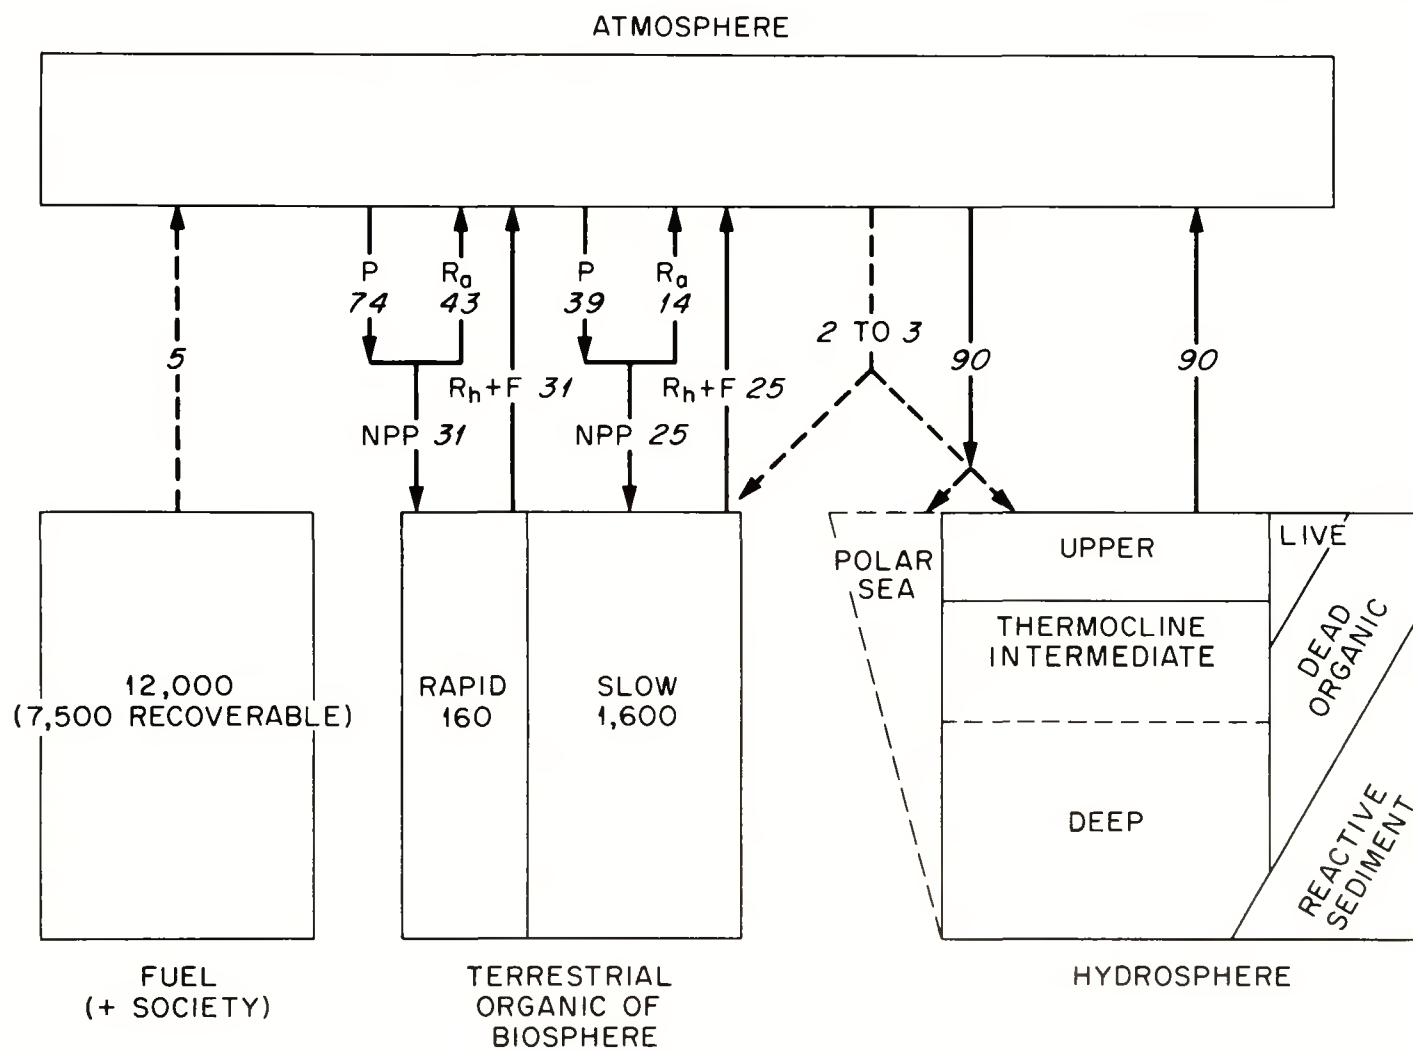 ATMOSPHERE
P
74
Ra
43
P
39
Ra
14
2 TO 3
5
90
90
Rh+F 31
Rh+F 25
NPP 31
NPP 25
12,000
(7,500 RECOVERABLE)
RAPID
160
SLOW
1,600
POLAR
SEA
UPPER
THERMOCLINE
INTERMEDIATE
DEEP
LIVE
DEAD
ORGANIC
REACTIVE
SEDIMENT
FUEL
(+ SOCIETY)
TERRESTRIAL
ORGANIC OF
BIOSPHERE
HYDROSPHERE